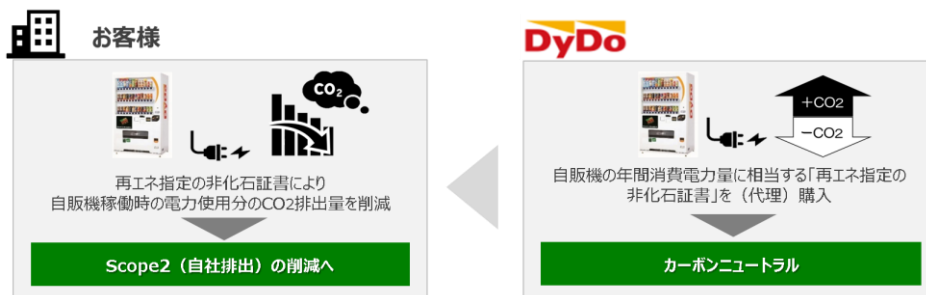 お客様
CO2
再エネ指定の非化石証書により
自販機稼働時の電力使用分のCO2排出量を削減
Scope2（自社排出）の削減へ
DyDo
+CO2
−CO2
自販機の年間消費電力量に相当する「再エネ指定の
非化石証書」を（代理）購入
カーボンニュートラル